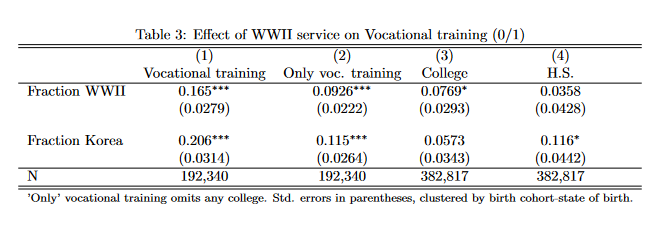 Table 3: Effect of WWII service on Vocational training (0/1)
(1) (2) (3) (4)
Vocational training Only voc. training College H.S.
Fraction WWII 0.165*** 0.0926*** 0.0769* 0.0358
(0.0279) (0.0222) (0.0293) (0.0428)
Fraction Korea 0.206*** 0.115*** 0.0573 0.116*
(0.0314) (0.0264) (0.0343) (0.0442)
N 192,340 192,340 382,817 382,817
'Only' vocational training omits any college. Std. errors in parentheses, clustered by birth cohort-state of birth.